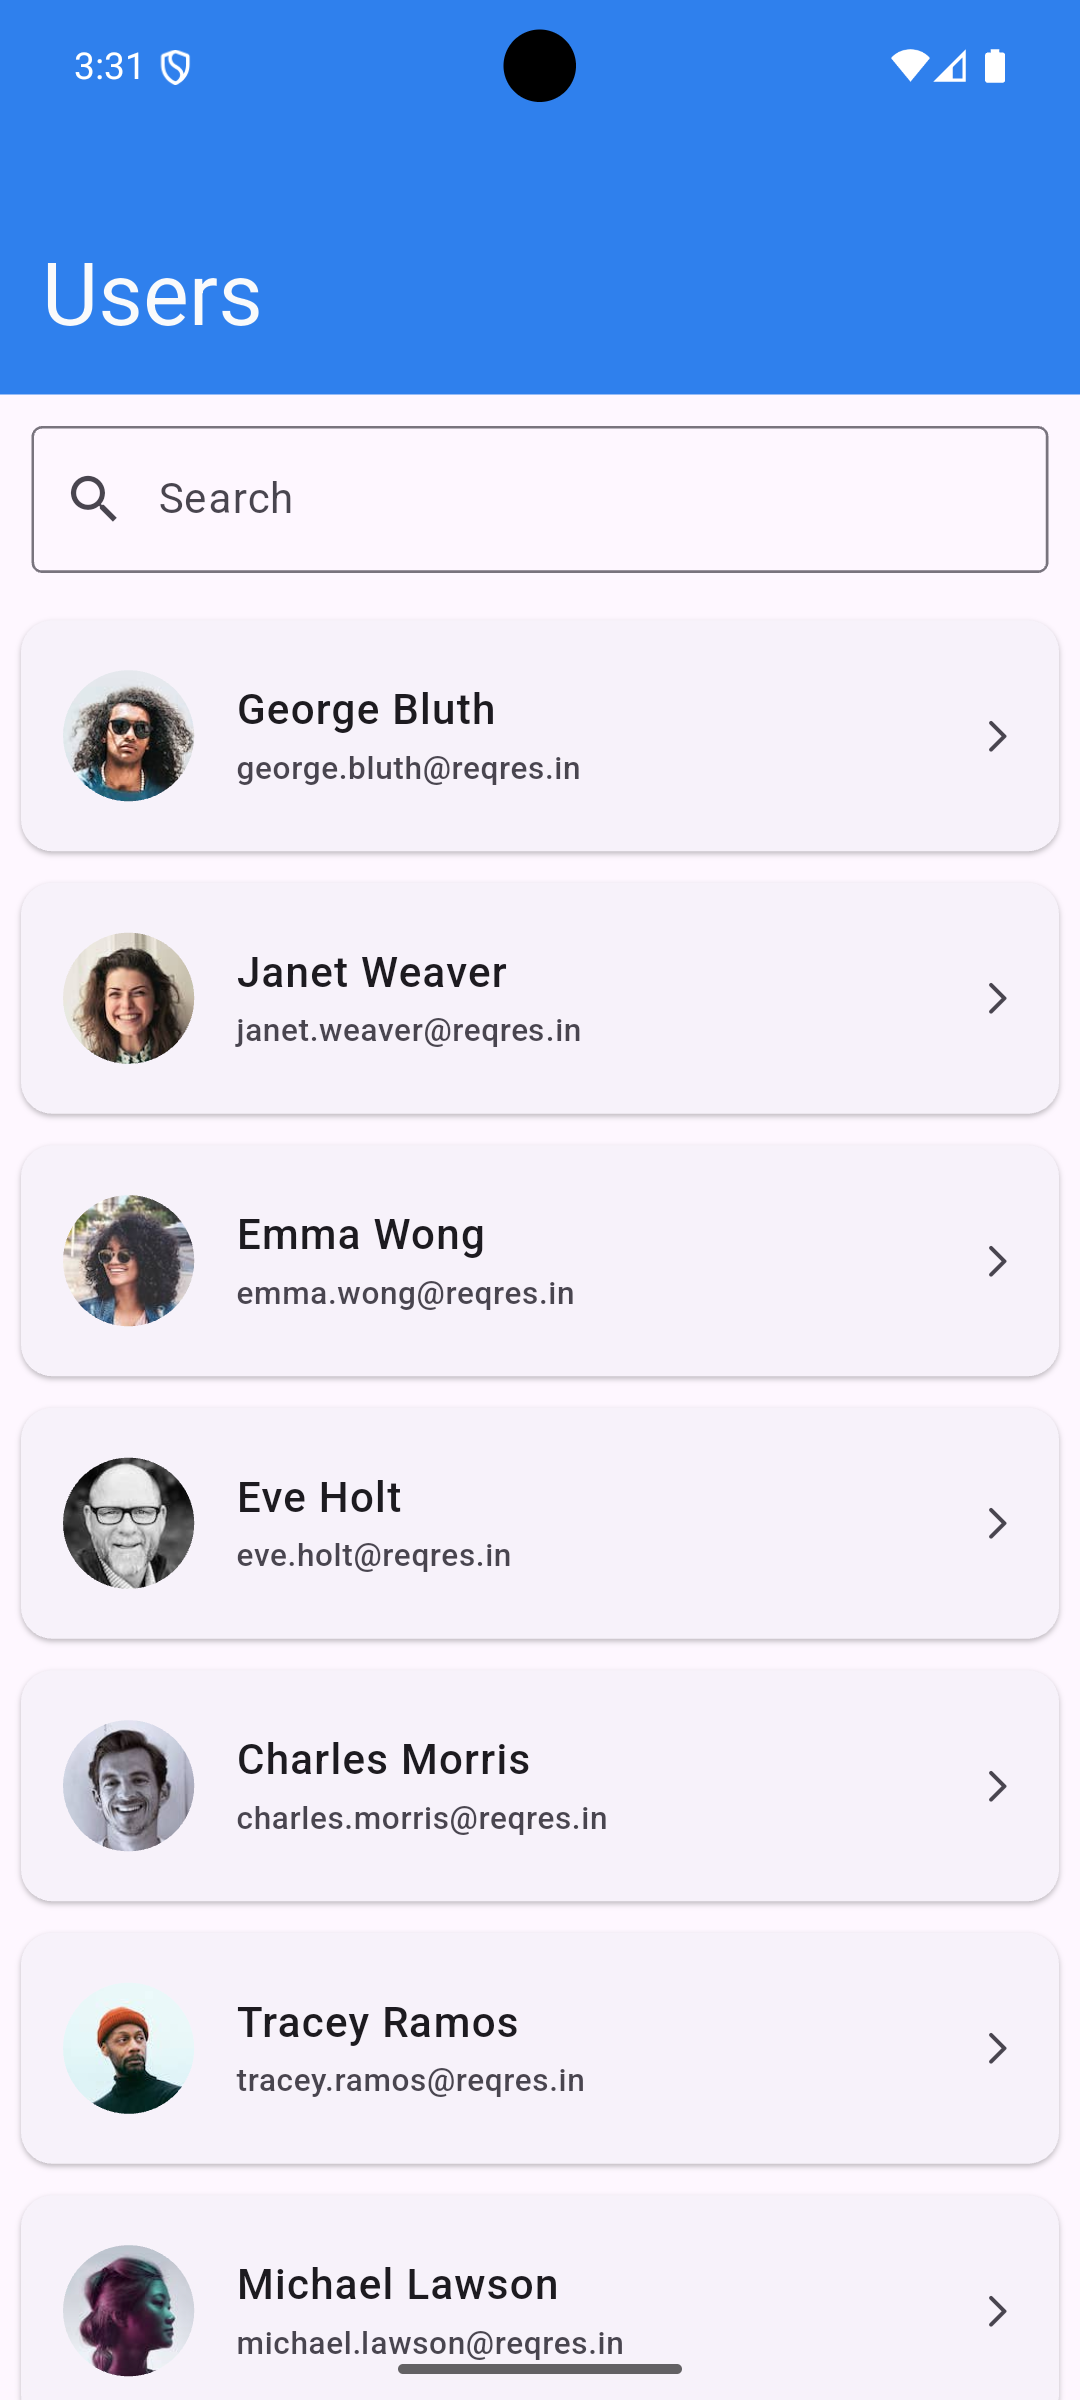 3:31
Users
Search
George Bluth
george.bluth@reqres.in
Janet Weaver
janet.weaver@reqres.in
Emma Wong
emma.wong@reqres.in
Eve Holt
eve.holt@reqres.in
Charles Morris
charles.morris@reqres.in
Tracey Ramos
tracey.ramos@reqres.in
Michael Lawson
michael.lawson@reqres.in